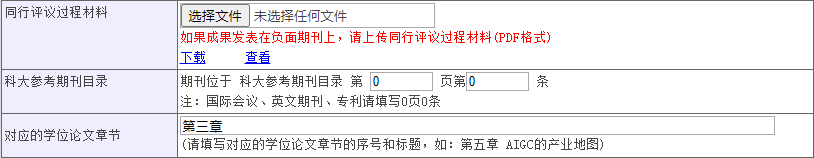 同行评议过程材料
选择文件 未选择任何文件
如果成果发表在负面期刊上，请上传同行评议过程材料(PDF格式)
下载 查看
科大参考期刊目录
期刊位于 科大参考期刊目录 第 0 页第0 条
注：国际会议、英文期刊、专利请填写0页0条
对应的学位论文章节
第三章
(请填写对应的学位论文章节的序号和标题，如：第五章 AIGC的产业地图)